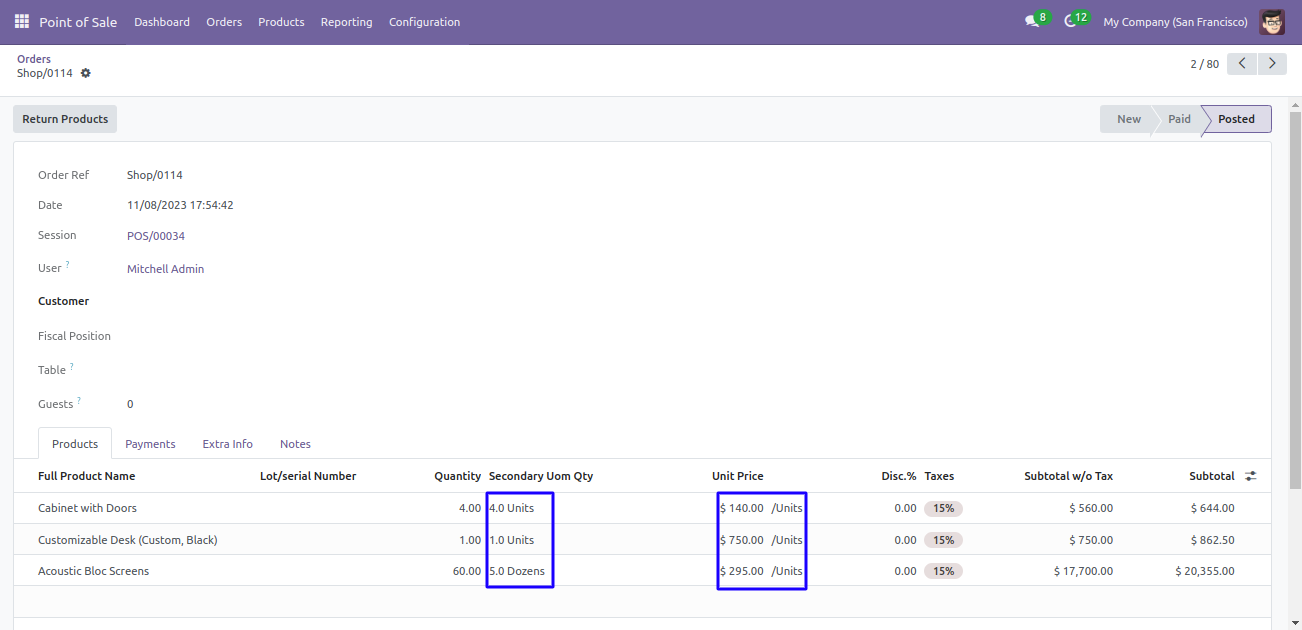 Point of Sale Dashboard Orders Products Reporting Configuration 8 12 My Company (San Francisco)
Orders
Shop/0114 2 / 80
Return Products New Paid Posted
Order Ref Shop/0114
Date 11/08/2023 17:54:42
Session POS/00034
User ? Mitchell Admin
Customer
Fiscal Position
Table ?
Guests ? 0
Products Payments Extra Info Notes
Full Product Name Lot/serial Number Quantity Secondary Uom Qty Unit Price Disc.% Taxes Subtotal w/o Tax Subtotal
Cabinet with Doors 4.00 4.0 Units $ 140.00 /Units 0.00 15% $ 560.00 $ 644.00
Customizable Desk (Custom, Black) 1.00 1.0 Units $ 750.00 /Units 0.00 15% $ 750.00 $ 862.50
Acoustic Bloc Screens 60.00 5.0 Dozens $ 295.00 /Units 0.00 15% $ 17,700.00 $ 20,355.00